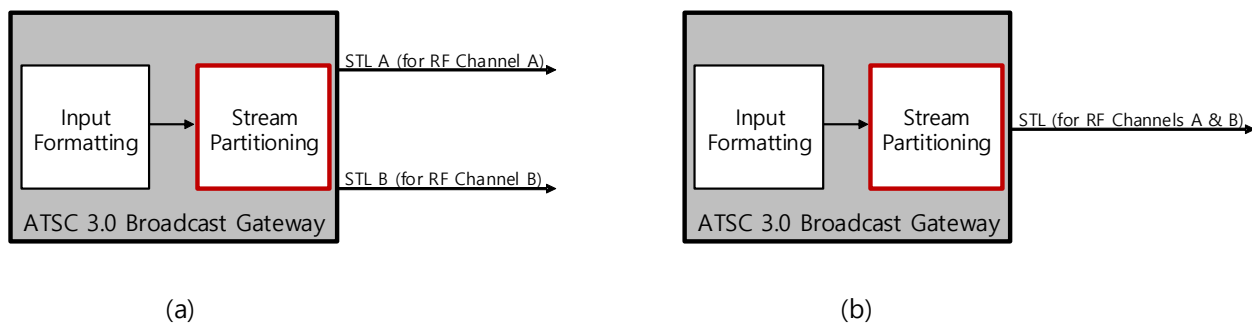 STL A (for RF Channel A)
Input
Formatting
Stream
Partitioning
STL B (for RF Channel B)
ATSC 3.0 Broadcast Gateway
(a)
Input
Formatting
Stream
Partitioning
STL (for RF Channels A & B)
ATSC 3.0 Broadcast Gateway
(b)